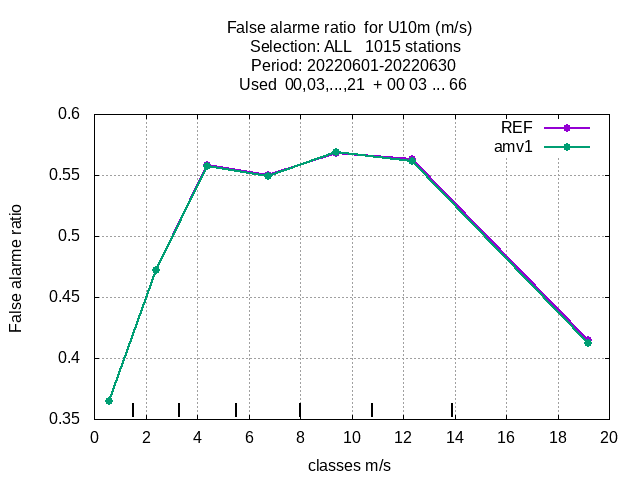 False alarme ratio  for U10m (m/s)
Selection: ALL   1015 stations
Period: 20220601-20220630
Used  00,03,...,21  + 00 03 ... 66
REF
amv1
0.6
0.55
0.5
0.45
0.4
0.35
False alarme ratio
0 2 4 6 8 10 12 14 16 18 20
classes m/s